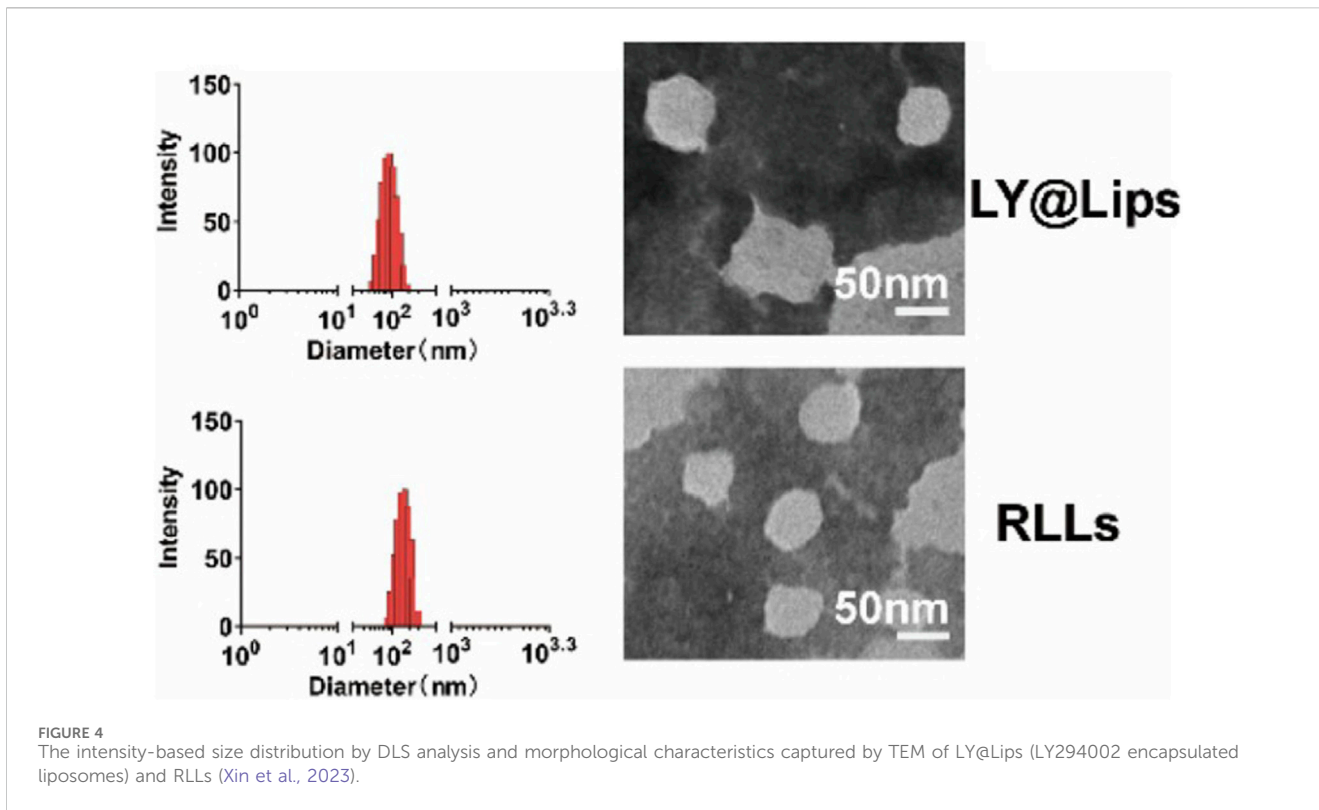 150
100
50
0
Intensity
10^0 10^1 10^2 10^3 10^3.3
Diameter(nm)
50nm
LY@Lips
150
100
50
0
Intensity
10^0 10^1 10^2 10^3 10^3.3
Diameter(nm)
50nm
RLLs
FIGURE 4
The intensity-based size distribution by DLS analysis and morphological characteristics captured by TEM of LY@Lips (LY294002 encapsulated
liposomes) and RLLs (Xin et al., 2023).